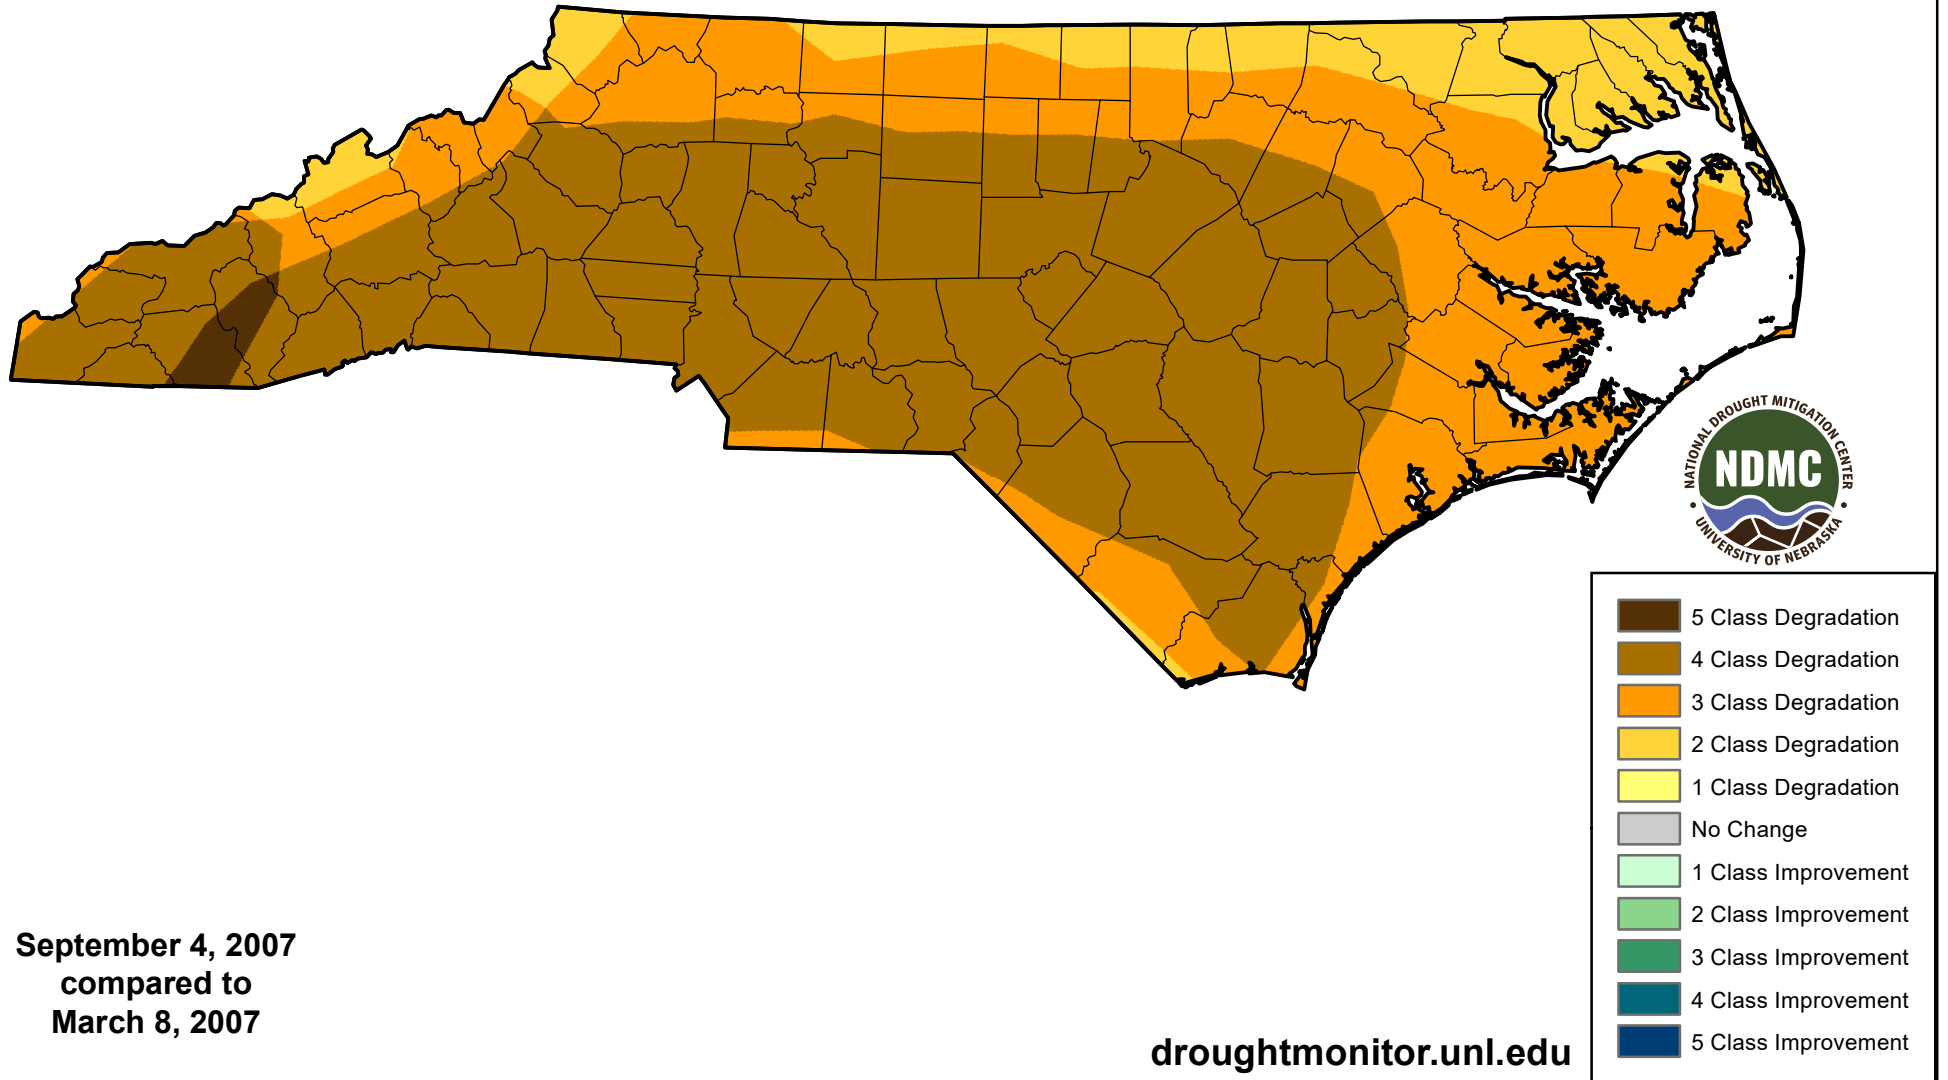 NATIONAL DROUGHT MITIGATION CENTER
NDMC
UNIVERSITY OF NEBRASKA
5 Class Degradation
4 Class Degradation
3 Class Degradation
2 Class Degradation
1 Class Degradation
No Change
1 Class Improvement
2 Class Improvement
3 Class Improvement
4 Class Improvement
5 Class Improvement
September 4, 2007
compared to
March 8, 2007
droughtmonitor.unl.edu